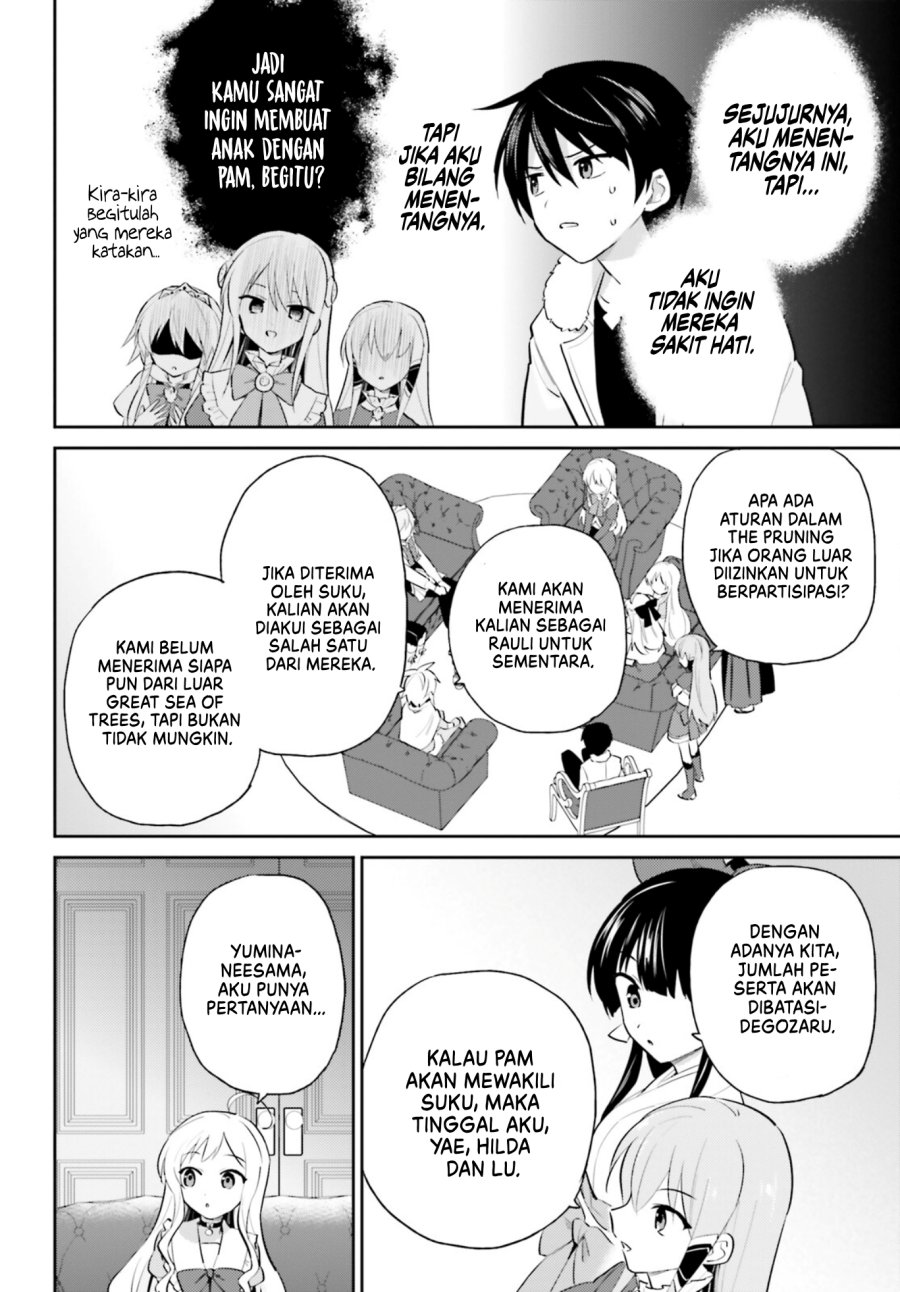 SEJUJURNYA,
AKU MENEN-
TANGNYA INI,
TAPI...
AKU
TIDAK INGIN
MEREKA
SAKIT HATI.
TAPI
JIKA AKU
BILANG
MENEN-
TANGNYA.
JADI
KAMU SANGAT
INGIN MEMBUAT
ANAK DENGAN
PAM, BEGITU?
Kira-kira
Begitulah
yang mereka
katakan...
APA ADA
ATURAN DALAM
THE PRUNING
JIKA ORANG LUAR
DIIZINKAN UNTUK
BERPARTISIPASI?
KAMI AKAN
MENERIMA
KALIAN SEBAGAI
RAULI UNTUK
SEMENTARA.
JIKA DITERIMA
OLEH SUKU,
KALIAN AKAN
DIAKUI SEBAGAI
SALAH SATU
DARI MEREKA.
KAMI BELUM
MENERIMA SIAPA
PUN DARI LUAR
GREAT SEA OF
TREES, TAPI BUKAN
TIDAK MUNGKIN.
DENGAN
ADANYA KITA,
JUMLAH PE-
SERTA AKAN
DIBATASI-
DEGOZARU.
KALAU PAM
AKAN MEWAKILI
SUKU, MAKA
TINGGAL AKU,
YAE, HILDA
DAN LU.
YUMINA-
NEESAMA,
AKU PUNYA
PERTANYAAN...